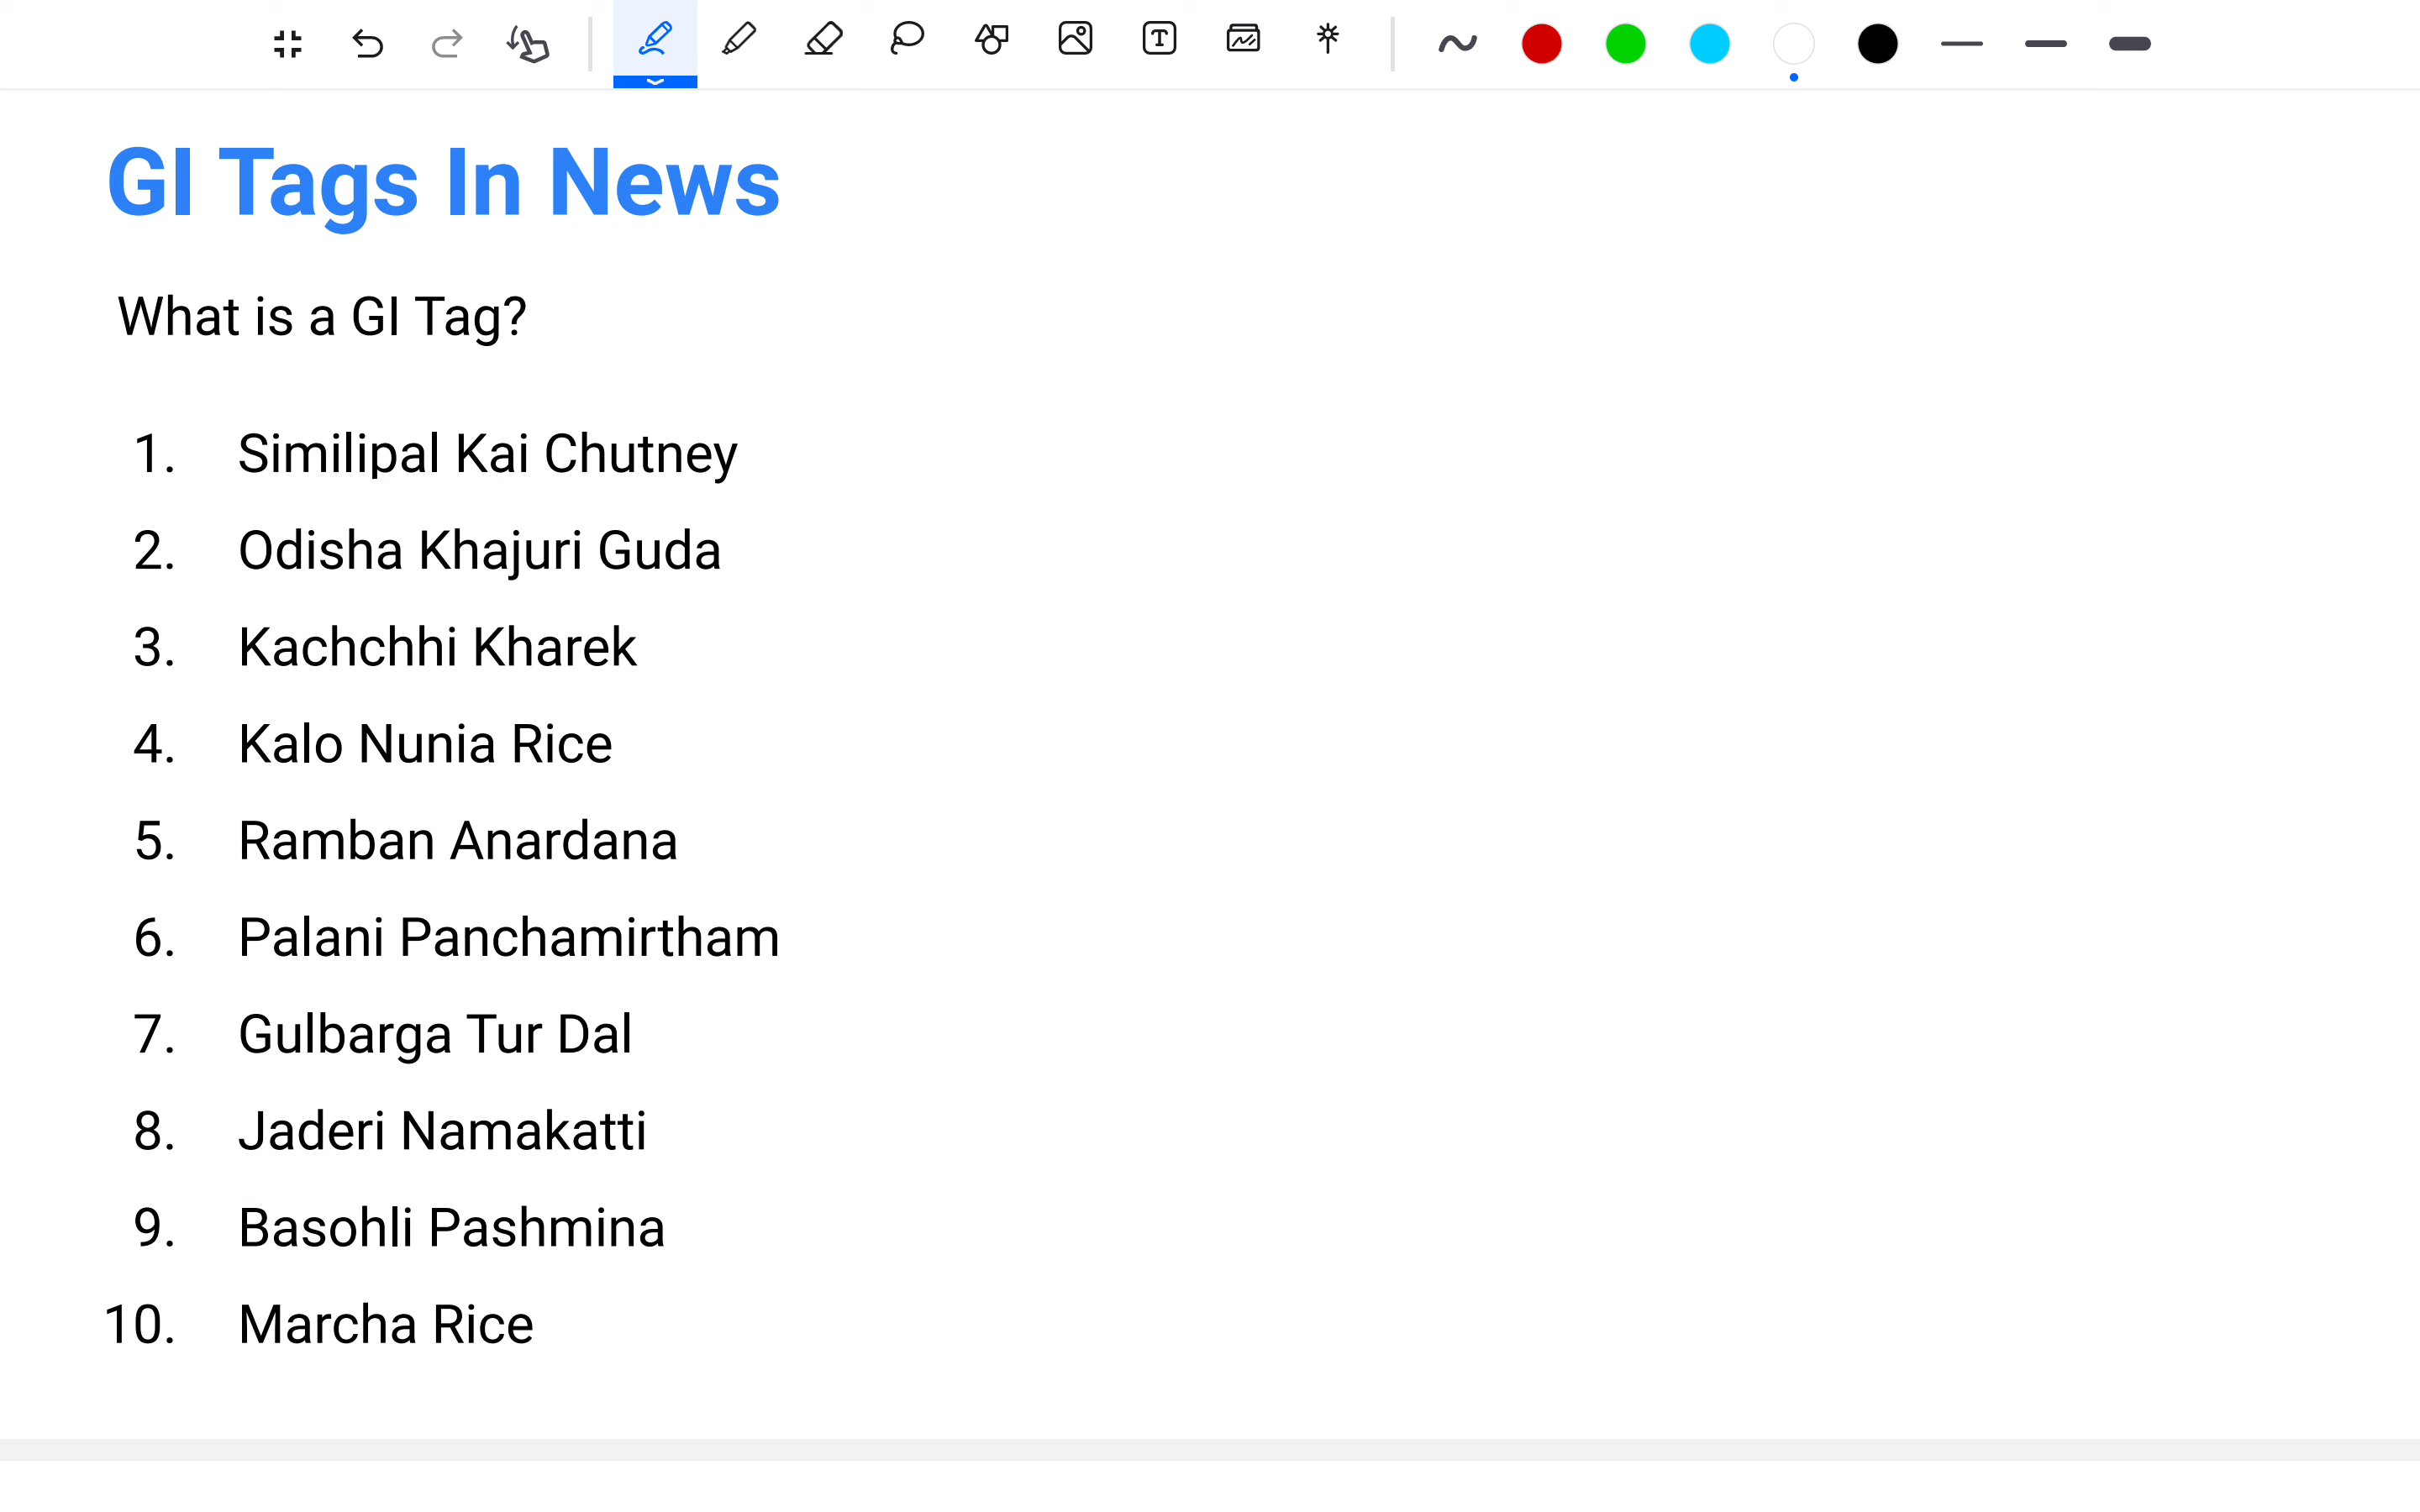 GI Tags In News
What is a GI Tag?
1. Similipal Kai Chutney
2. Odisha Khajuri Guda
3. Kachchhi Kharek
4. Kalo Nunia Rice
5. Ramban Anardana
6. Palani Panchamirtham
7. Gulbarga Tur Dal
8. Jaderi Namakatti
9. Basohli Pashmina
10. Marcha Rice